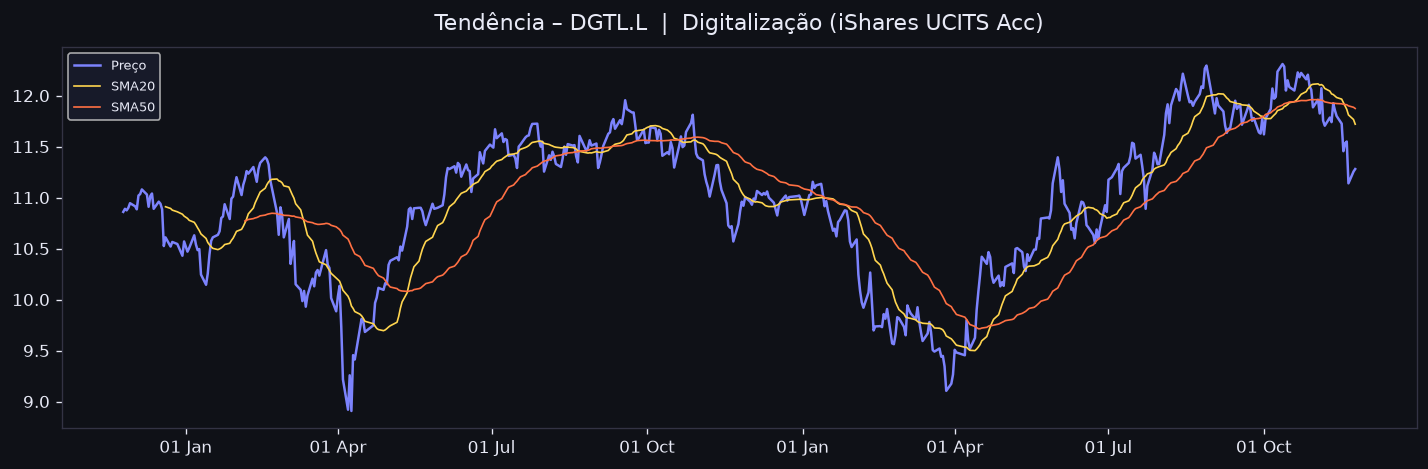 Tendência – DGTL.L | Digitalização (iShares UCITS Acc)
Preço
SMA20
SMA50
12.0
11.5
11.0
10.5
10.0
9.5
9.0
01 Jan
01 Apr
01 Jul
01 Oct
01 Jan
01 Apr
01 Jul
01 Oct